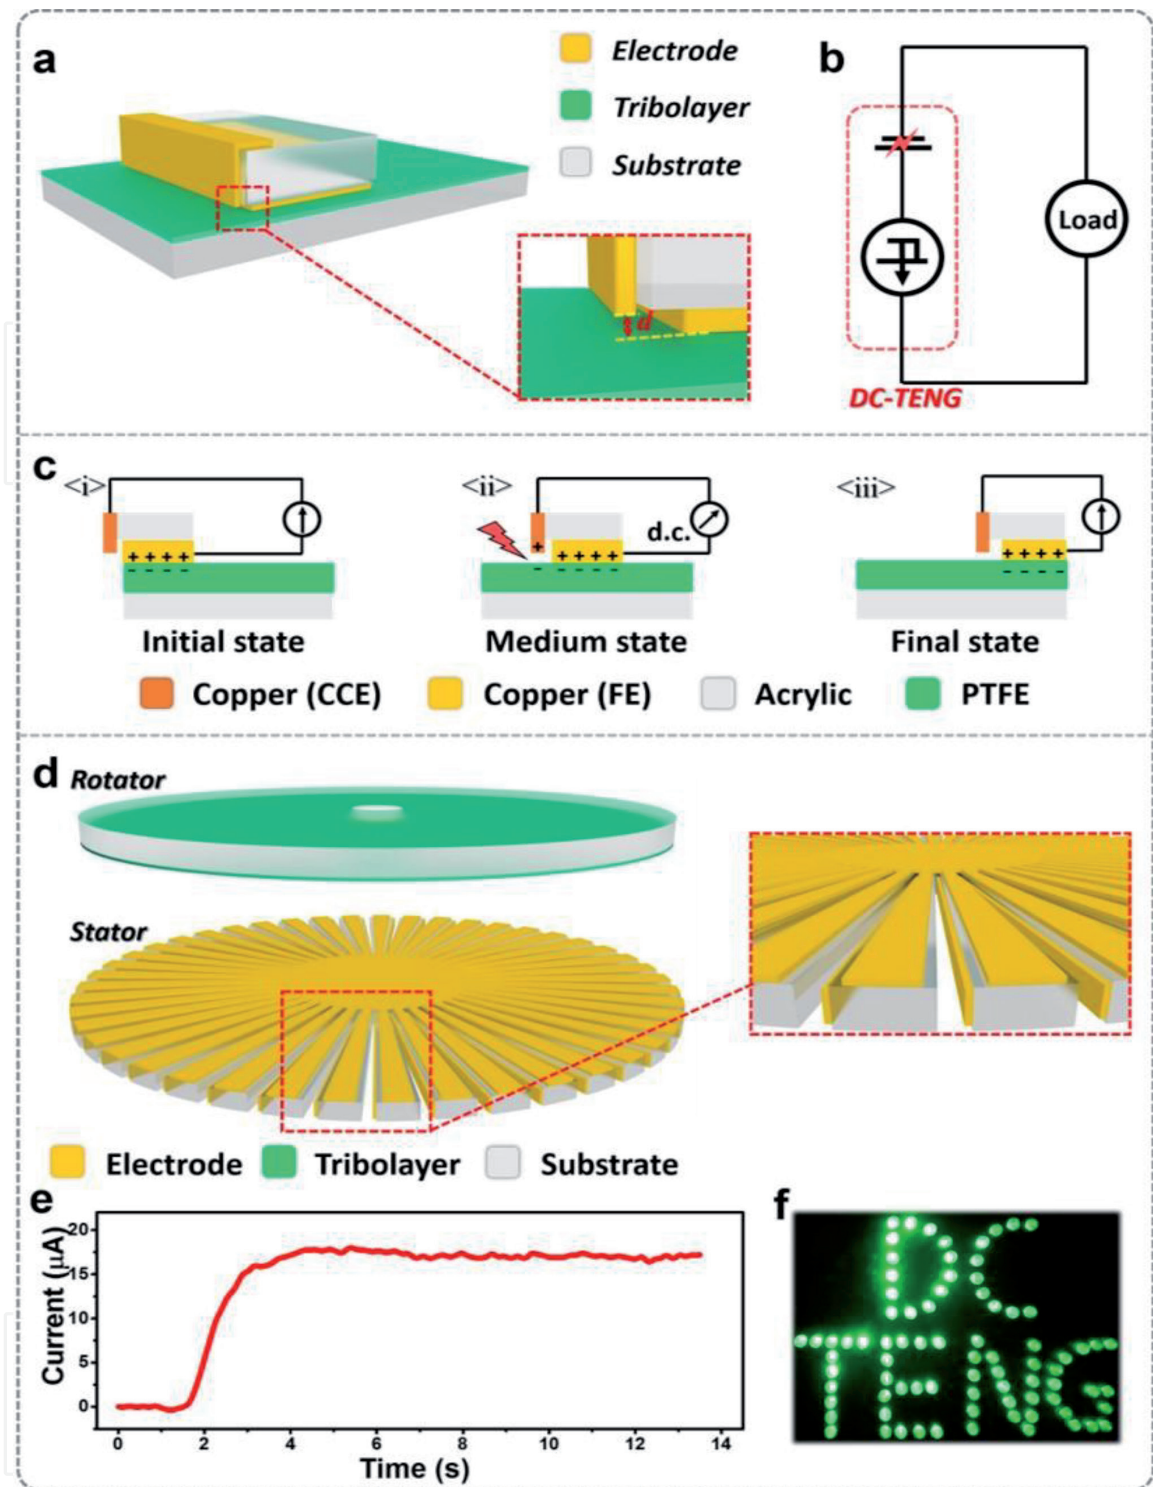 a
Electrode
Tribolayer
Substrate
d
b
Load
DC-TENG
c
<i>
<ii>
<iii>
d.c.
+ + + +
- - - -
+
-
+ + + +
- - - -
+ + + +
- - - -
Initial state
Medium state
Final state
Copper (CCE)
Copper (FE)
Acrylic
PTFE
d
Rotator
Stator
Electrode
Tribolayer
Substrate
e
Current (µA)
20
15
10
5
0
0 2 4 6 8 10 12 14
Time (s)
f
DC
TENG